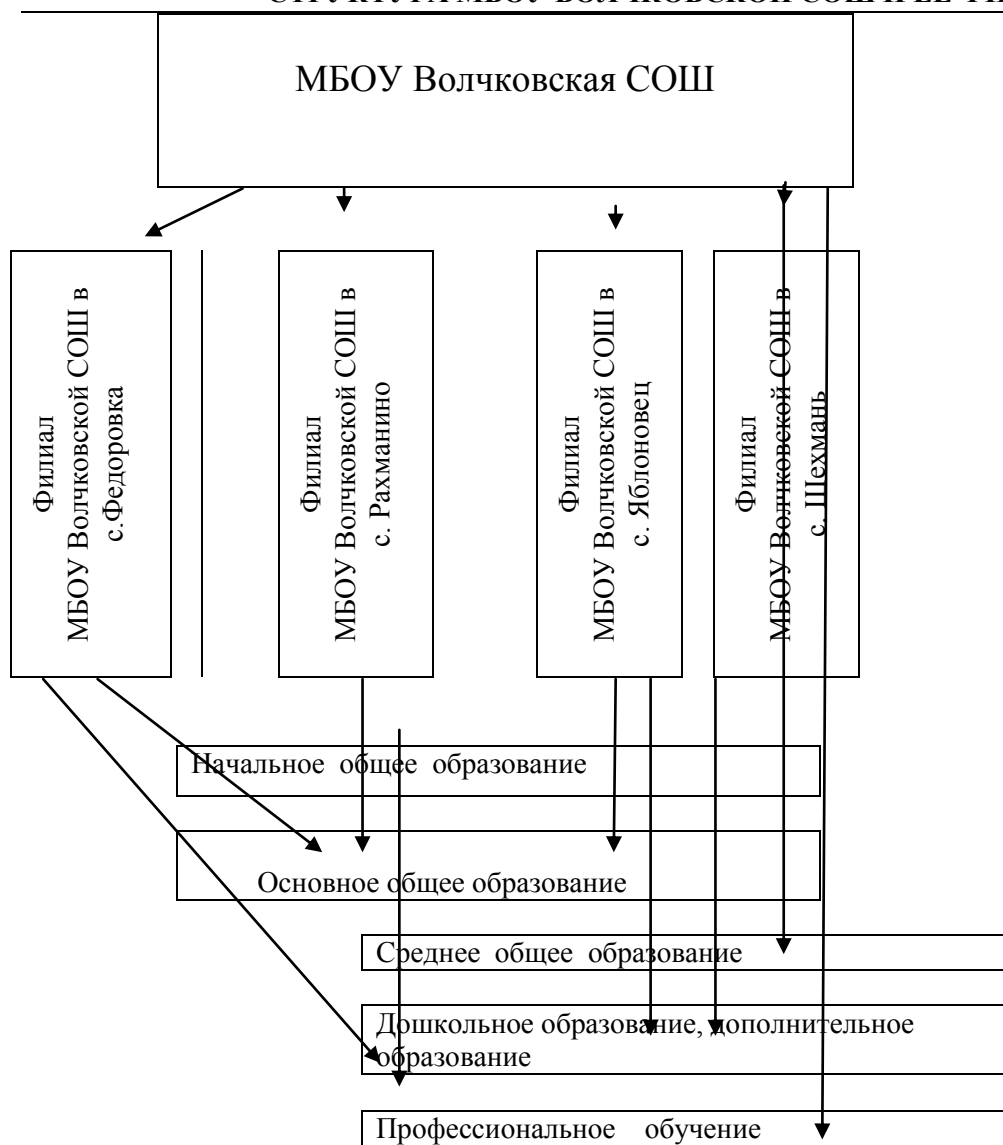 МБОУ Волчковская СОШ
Филиал
МБОУ Волчковской СОШ в
с.Федоровка
Филиал
МБОУ Волчковской СОШ в
с. Рахманино
Филиал
МБОУ Волчковской СОШ в
с. Яблоновец
Филиал
МБОУ Волчковской СОШ в
с. Шехмань
Начальное общее образование
Основное общее образование
Среднее общее образование
Дошкольное образование, дополнительное
образование
Профессиональное обучение